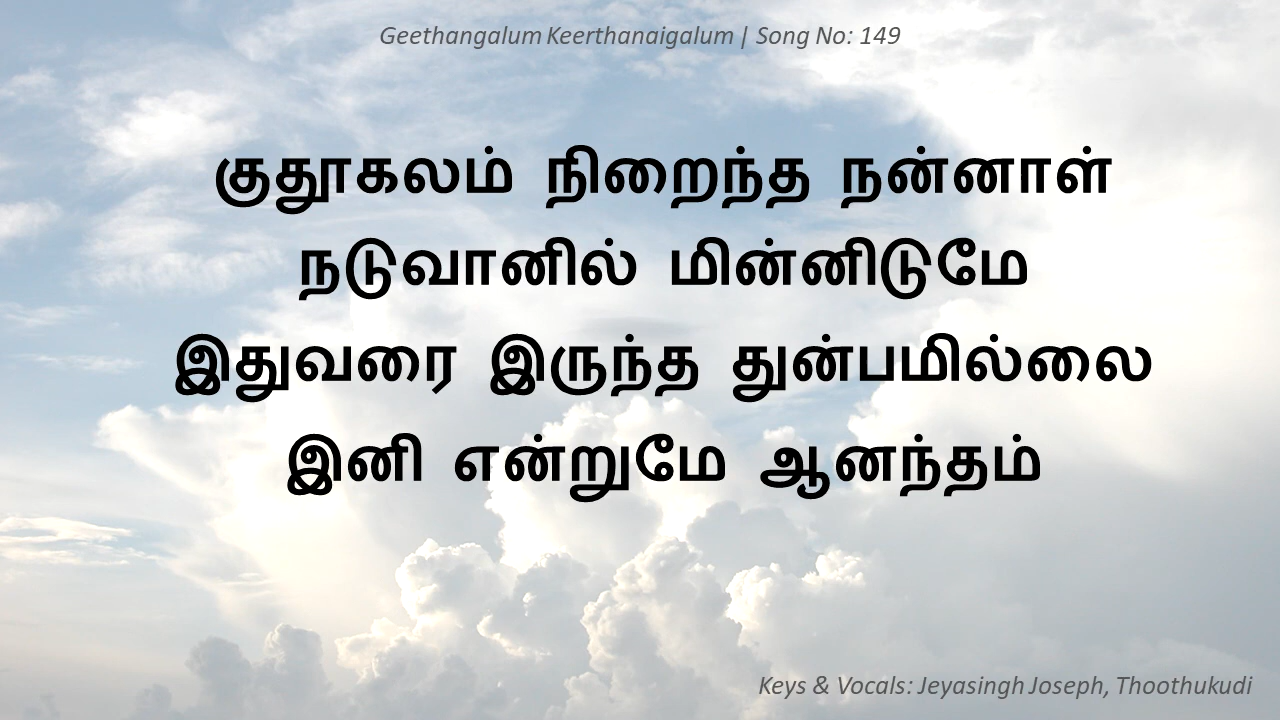 Geethangalum Keerthanaigalum | Song No: 149
குதூகலம் நிறைந்த நன்னாள்
நடுவானில் மின்னிடுமே
இதுவரை இருந்த துன்பமில்லை
இனி என்றுமே ஆனந்தம்
Keys & Vocals: Jeyasingh Joseph, Thoothukudi